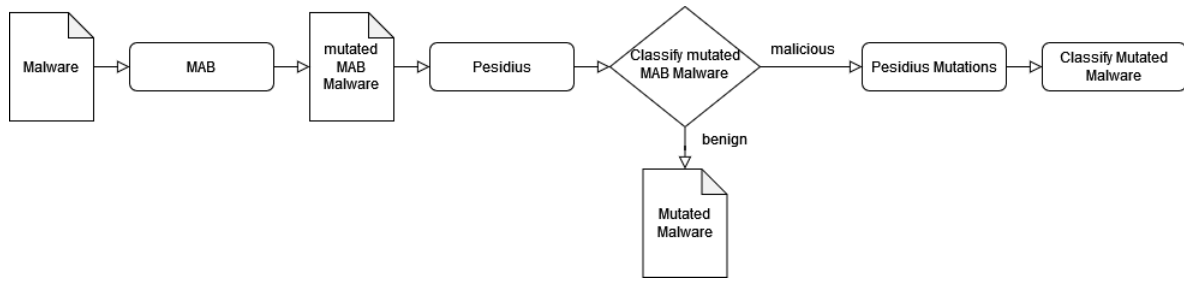 Malware
MAB
mutated
MAB
Malware
Pesidius
Classify mutated
MAB Malware
malicious
Pesidius Mutations
Classify Mutated
Malware
benign
Mutated
Malware